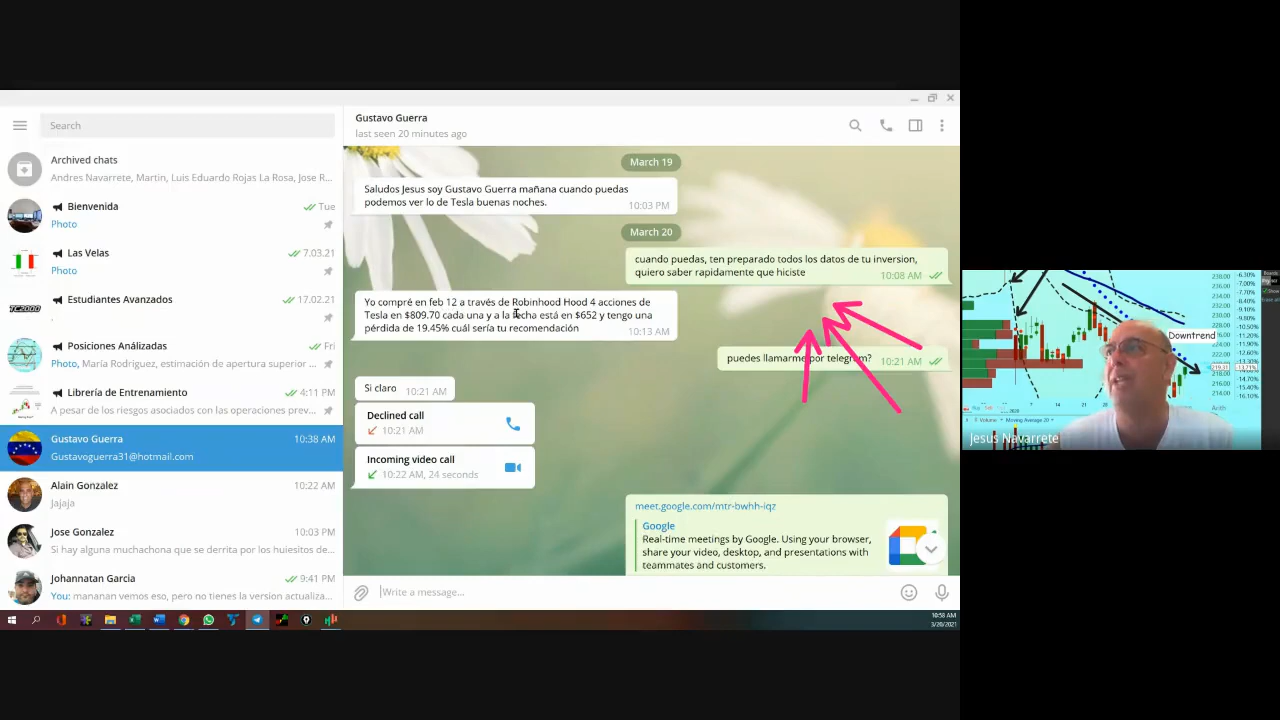 Search
Archived chats
Andres Navarrete, Martin, Luis Eduardo Rojas La Rosa, Jose R...
Bienvenida
Tue
Photo
Las Velas
7.03.21
Photo
TC2000
Estudiantes Avanzados
17.02.21
.
Posiciones Análizadas
Fri
Photo, María Rodriguez, estimación de apertura segundo...
Librería de Entrenamiento
4:11 PM
A pesar de los riesgos asociados con las operaciones prev...
Gustavo Guerra
10:38 AM
Gustavoguerra31@hotmail.com
Alain Gonzalez
10:22 AM
Jajaja
Jose Gonzalez
10:03 PM
Si hay alguna muchachona que se derrita por los huiesitos de...
Johannatan Garcia
9:41 PM
You: mananan vemos eso, pero no tienes la version actualiza...
Gustavo Guerra
last seen 20 minutes ago
March 19
Saludos Jesus soy Gustavo Guerra mañana cuando puedas
podemos ver lo de Tesla buenas noches.
10:03 PM
March 20
cuando puedas, ten preparado todos los datos de tu inversion,
quiero saber rapidamente que hiciste
10:08 AM
Yo compré en feb 12 a través de Robinhood Hood 4 acciones de
Tesla en $809.70 cada una y a la fecha está en $652 y tengo una
pérdida de 19.45% cuál sería tu recomendación
10:13 AM
puedes llamarme por telegram?
10:21 AM
Si claro
10:21 AM
Declined call
10:21 AM
Incoming video call
10:22 AM, 24 seconds
meet.google.com/mtr-bwhh-iqz
Google
Real-time meetings by Google. Using your browser,
share your video, desktop, and presentations with
teammates and customers.
Write a message...
10:58 AM
3/20/2021
Downtrend
Jesus Navarrete